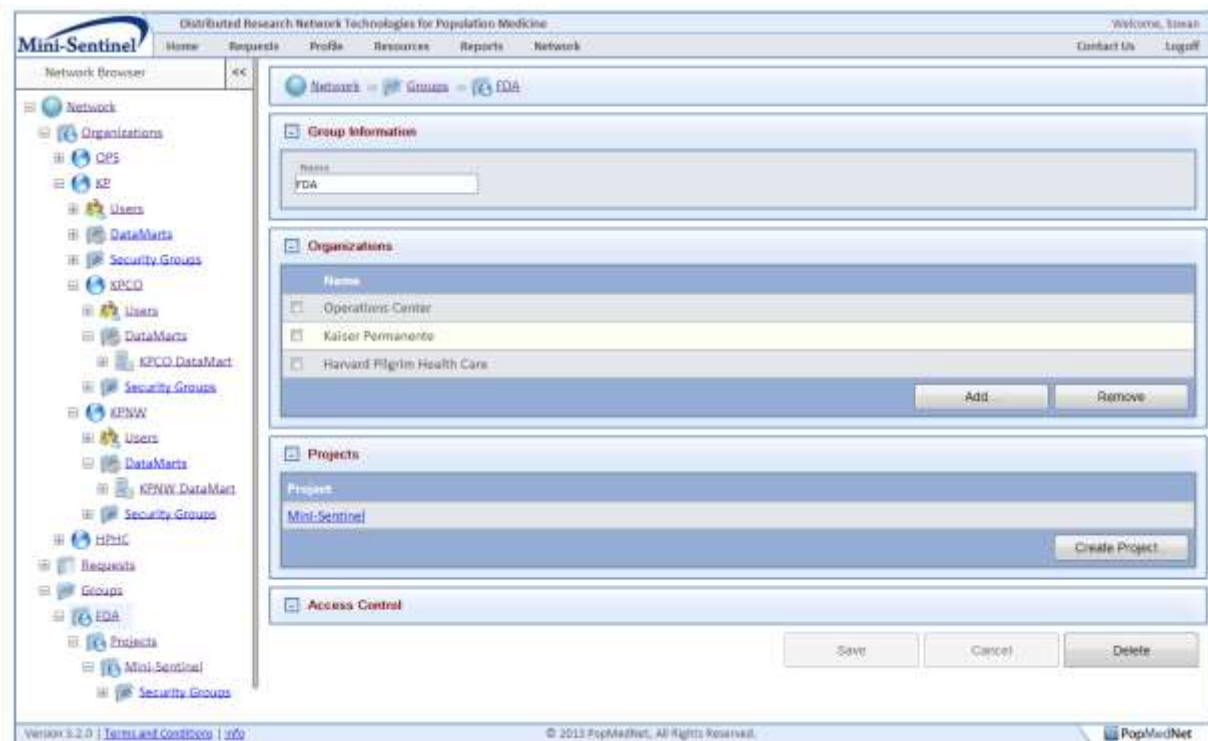 Distributed Research Network Technologies for Population Medicine
Mini-Sentinel
Home Requests Profile Resources Reports Network
Contact Us Logoff
Welcome,
Network Browser <<
Network
Organizations
OPS
KP
Users
DataMarts
Security Groups
KPCO
Users
DataMarts
KPCO DataMart
Security Groups
KPNW
Users
DataMarts
KPNW DataMart
Security Groups
HPHC
Requests
Groups
FDA
Projects
Mini-Sentinel
Security Groups
Network Groups FDA
Group Information
Name
FDA
Organizations
Name
Operations Center
Kaiser Permanente
Harvard Pilgrim Health Care
Add Remove
Projects
Project
Mini-Sentinel
Create Project
Access Control
Save Cancel Delete
Version 3.2.0 | Terms and Conditions | Info
© 2013 PopMedNet, All Rights Reserved.
PopMedNet